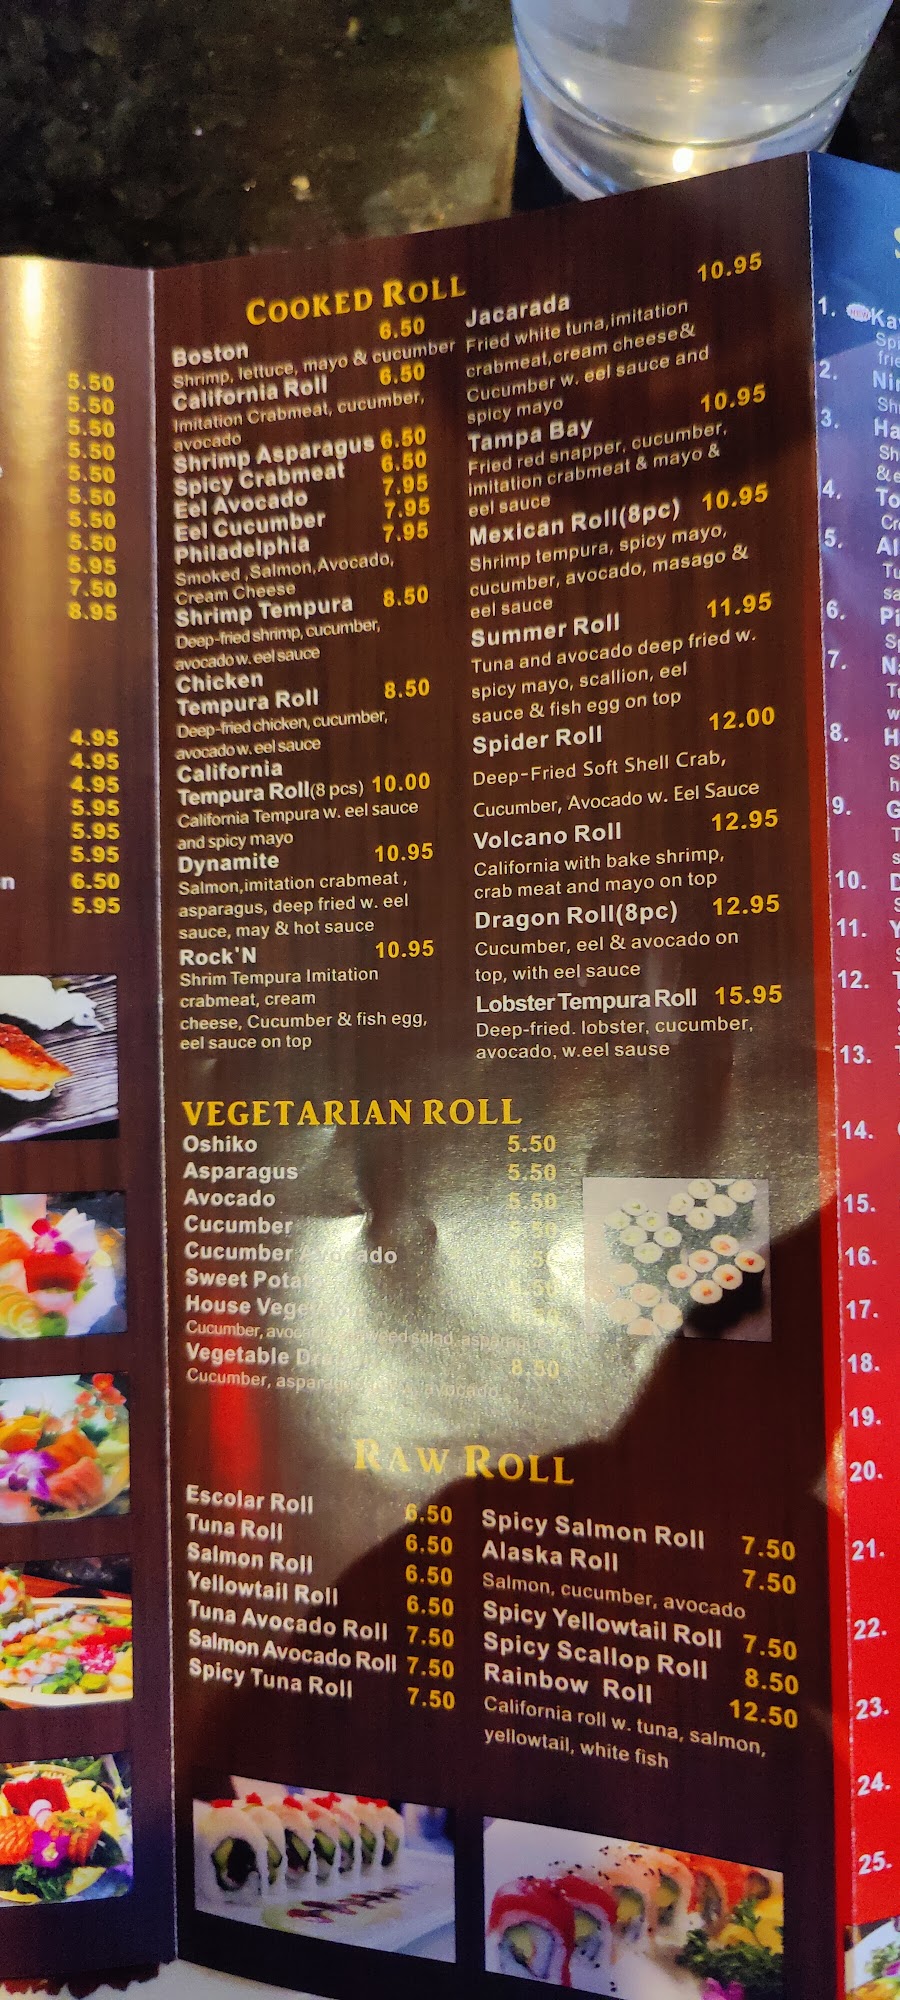 5.50
5.50
5.50
5.50
5.50
5.50
5.50
5.50
5.95
7.50
8.95
4.95
4.95
4.95
5.95
5.95
5.95
n 6.50
5.95
COOKED ROLL
Boston 6.50
Shrimp, lettuce, mayo & cucumber
California Roll 6.50
Imitation Crabmeat, cucumber,
avocado
Shrimp Asparagus 6.50
Spicy Crabmeat 6.50
Eel Avocado 7.95
Eel Cucumber 7.95
Philadelphia 7.95
Smoked ,Salmon,Avocado,
Cream Cheese
Shrimp Tempura 8.50
Deep-fried shrimp, cucumber,
avocado w. eel sauce
Chicken
Tempura Roll 8.50
Deep-fried chicken, cucumber,
avocado w. eel sauce
California
Tempura Roll(8 pcs) 10.00
California Tempura w. eel sauce
and spicy mayo
Dynamite 10.95
Salmon,imitation crabmeat ,
asparagus, deep fried w. eel
sauce, may & hot sauce
Rock'N 10.95
Shrim Tempura Imitation
crabmeat, cream
cheese, Cucumber & fish egg,
eel sauce on top
Jacarada 10.95
Fried white tuna,imitation
crabmeat,cream cheese&
Cucumber w. eel sauce and
spicy mayo
Tampa Bay 10.95
Fried red snapper, cucumber,
imitation crabmeat & mayo &
eel sauce
Mexican Roll(8pc) 10.95
Shrimp tempura, spicy mayo,
cucumber, avocado, masago &
eel sauce
Summer Roll 11.95
Tuna and avocado deep fried w.
spicy mayo, scallion, eel
sauce & fish egg on top
Spider Roll 12.00
Deep-Fried Soft Shell Crab,
Cucumber, Avocado w. Eel Sauce
Volcano Roll 12.95
California with bake shrimp,
crab meat and mayo on top
Dragon Roll(8pc) 12.95
Cucumber, eel & avocado on
top, with eel sauce
Lobster Tempura Roll 15.95
Deep-fried. lobster, cucumber,
avocado, w.eel sause
VEGETARIAN ROLL
Oshiko 5.50
Asparagus 5.50
Avocado 5.50
Cucumber 5.50
Cucumber Avocado
Sweet
House
Cucumber, salad,
Vegetable 8.50
Cucumber, avocado
RAW ROLL
Escolar Roll 6.50
Tuna Roll 6.50
Salmon Roll 6.50
Yellowtail Roll 6.50
Tuna Avocado Roll 7.50
Salmon Avocado Roll 7.50
Spicy Tuna Roll 7.50
Spicy Salmon Roll 7.50
Alaska Roll 7.50
Salmon, cucumber, avocado
Spicy Yellowtail Roll 7.50
Spicy Scallop Roll 8.50
Rainbow Roll 12.50
California roll w. tuna, salmon,
yellowtail, white fish
1.
2.
3.
4.
5.
6.
7.
8.
9.
10.
11.
12.
13.
14.
15.
16.
17.
18.
19.
20.
21.
22.
23.
24.
25.